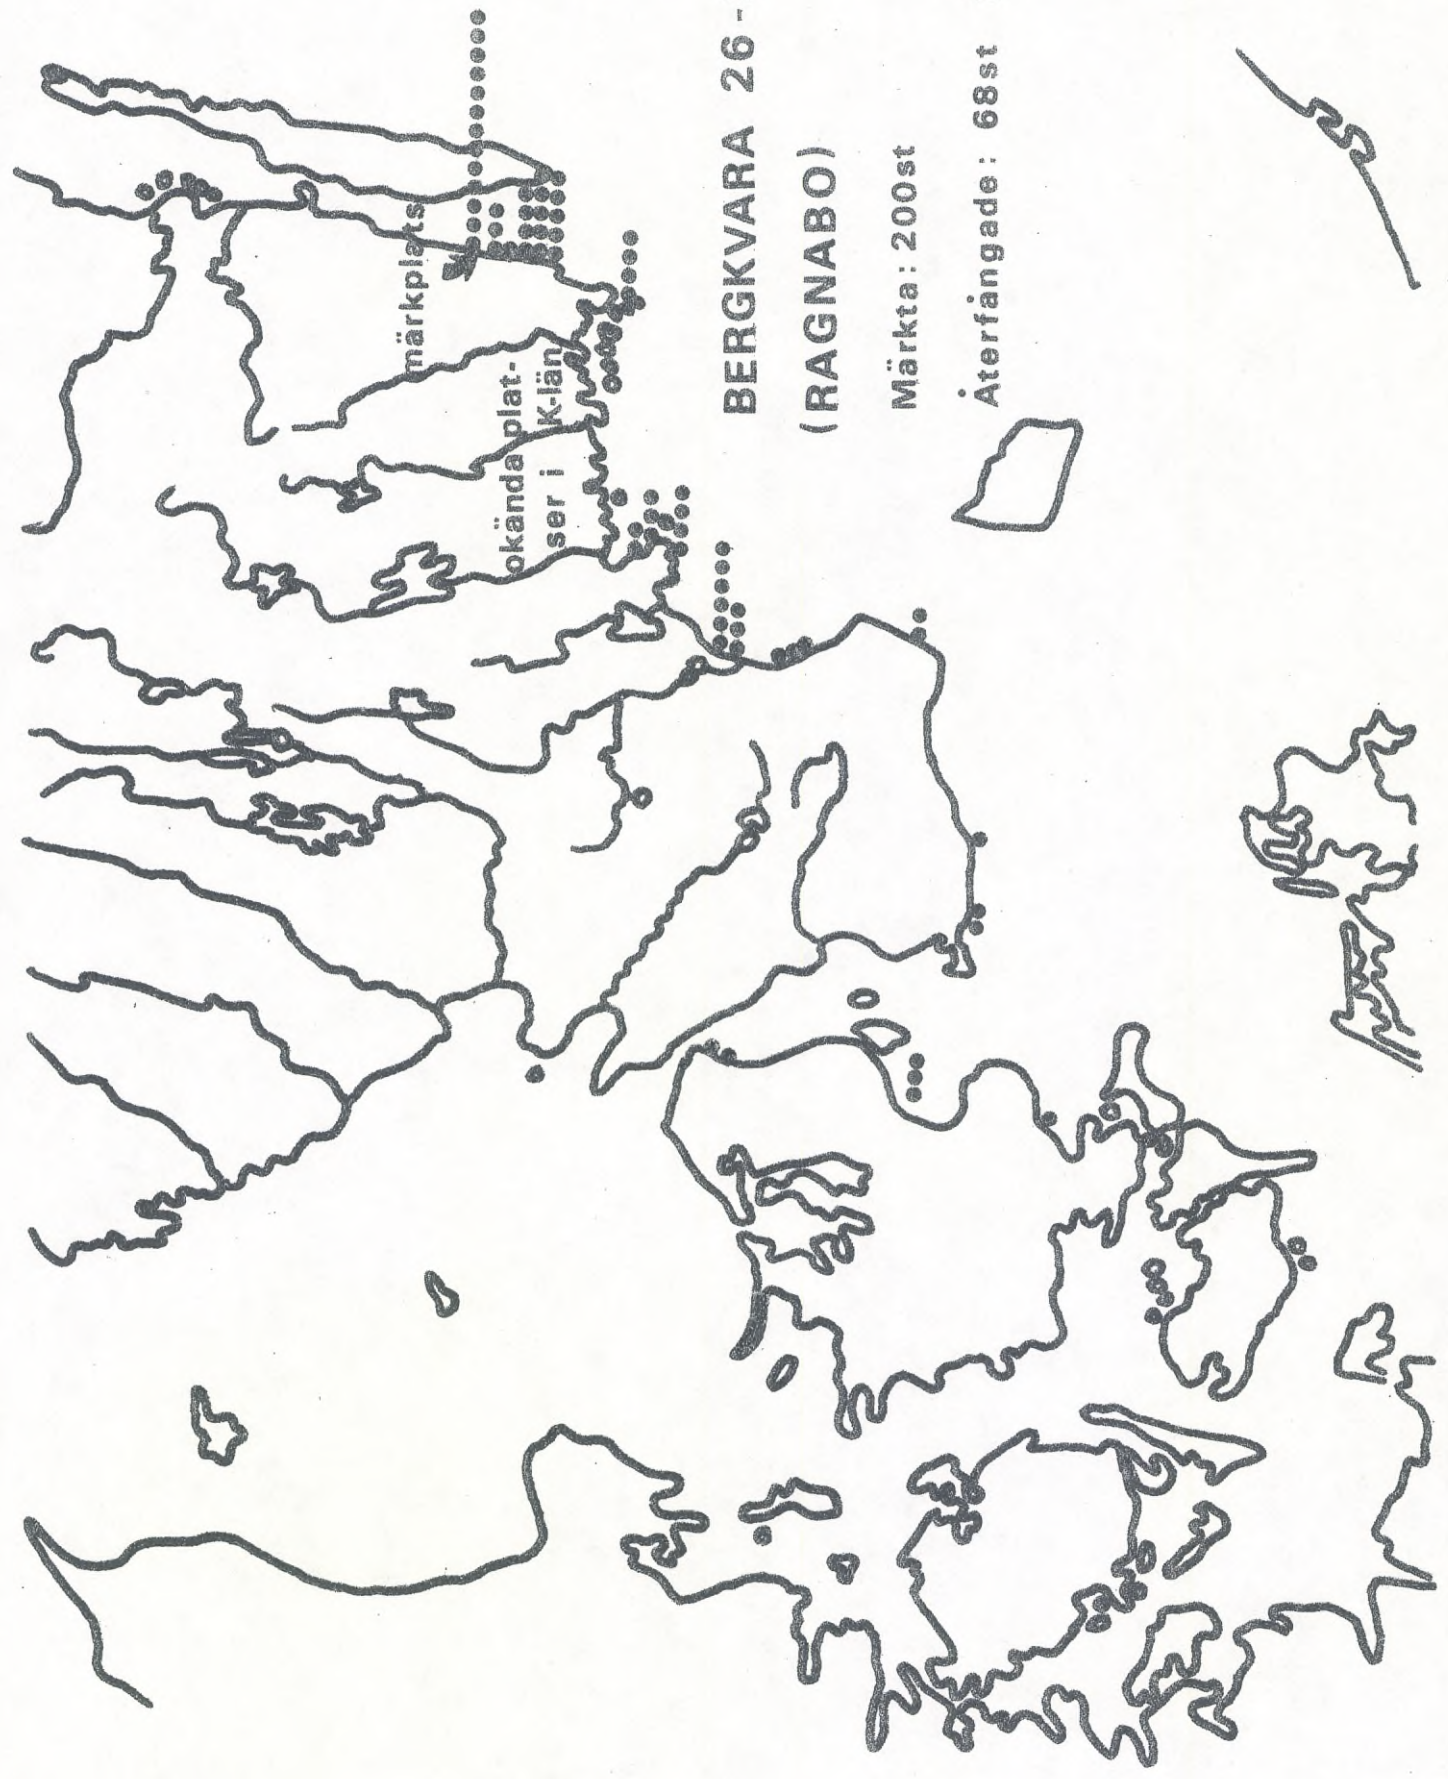 märkplats
okända plat-
ser i K-län
BERGKVARA 26-
(RAGNABO)
Märkta: 200st
Återfångade: 68st